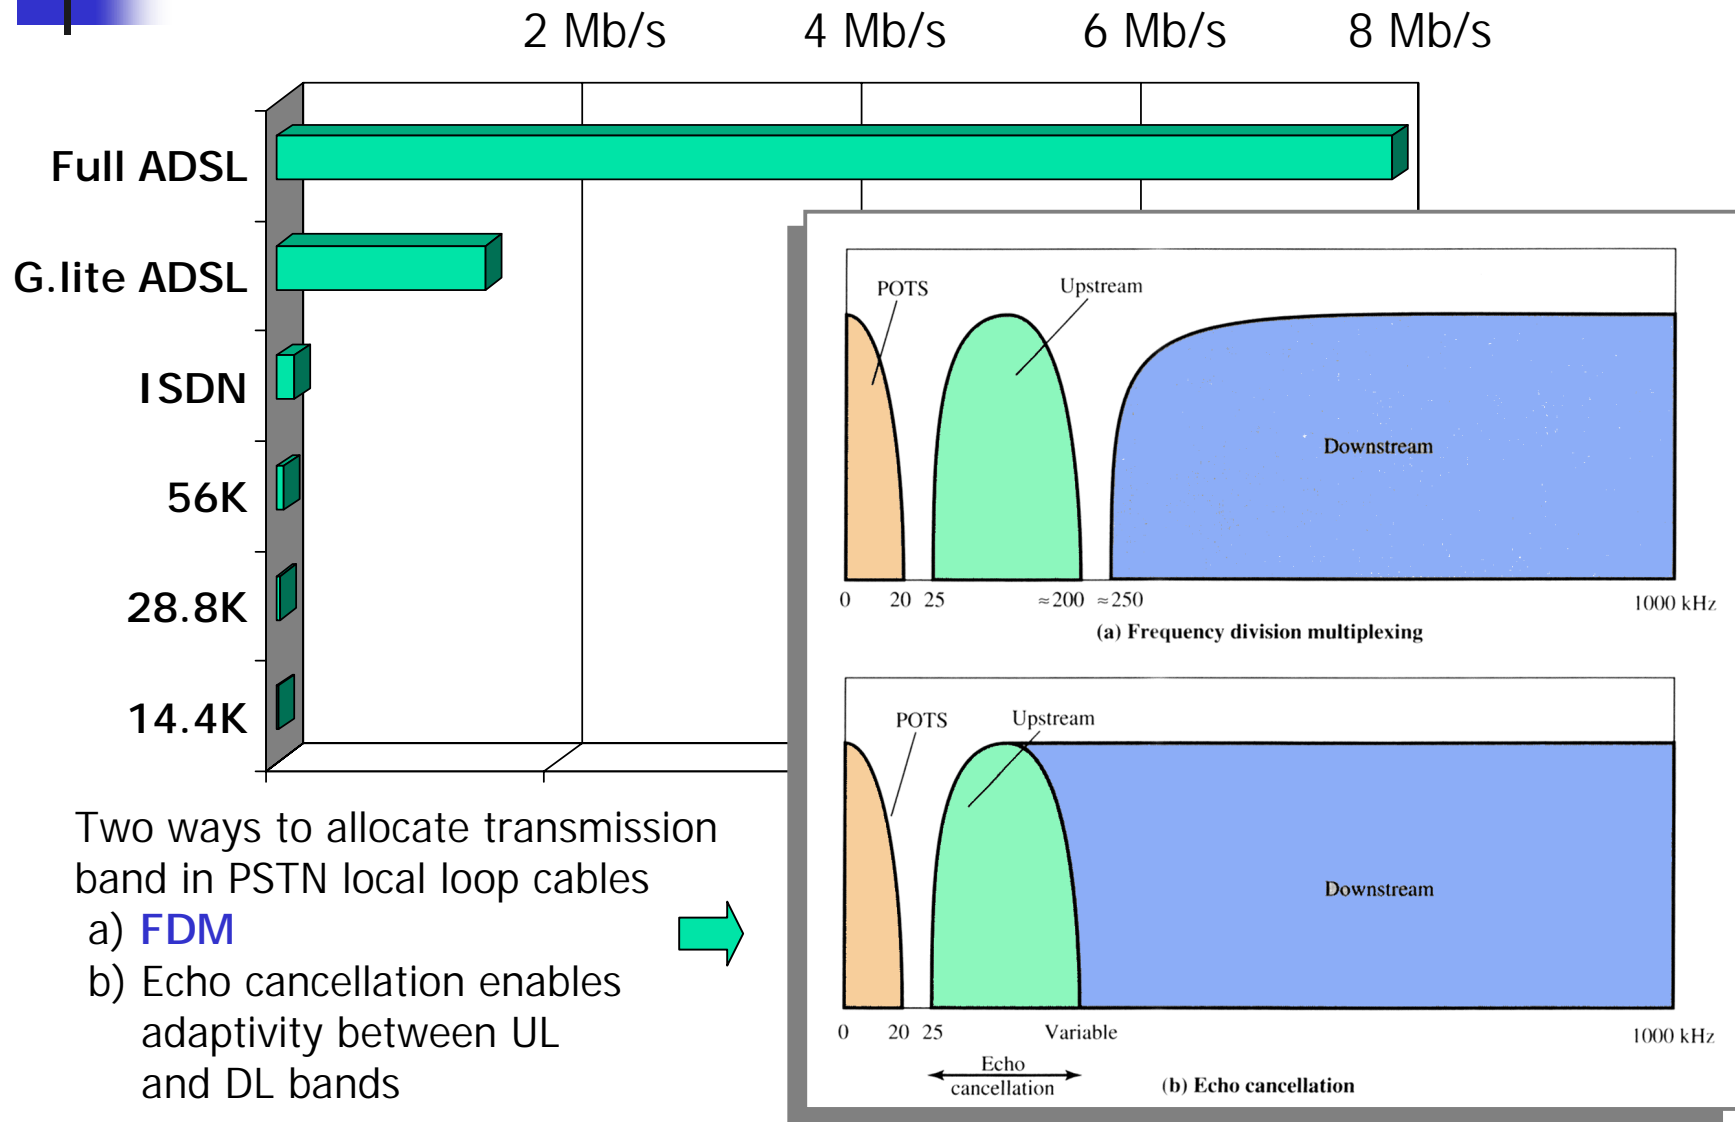 2 Mb/s 4 Mb/s 6 Mb/s 8 Mb/s
Full ADSL
G.lite ADSL
ISDN
56K
28.8K
14.4K
POTS
Upstream
Downstream
0 20 25 ≈200 ≈250 1000 kHz
(a) Frequency division multiplexing
POTS
Upstream
Downstream
0 20 25 Variable 1000 kHz
Echo
cancellation
(b) Echo cancellation
Two ways to allocate transmission
band in PSTN local loop cables
a) FDM
b) Echo cancellation enables
adaptivity between UL
and DL bands